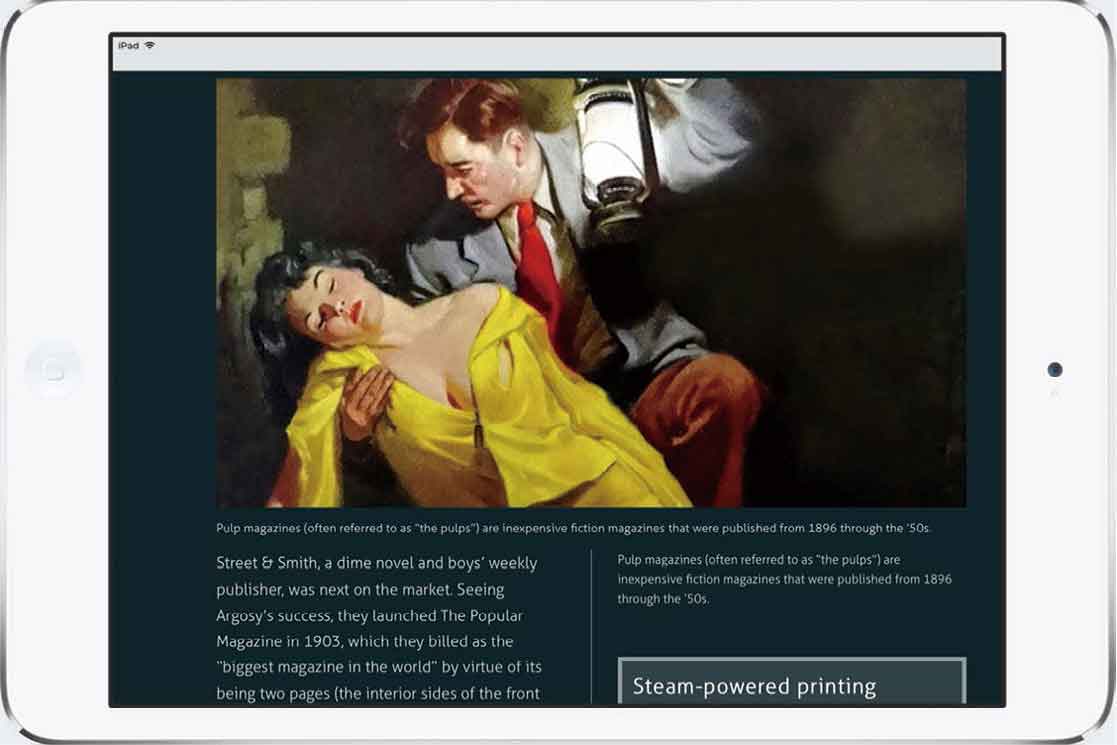 iPad
Pulp magazines (often referred to as “the pulps”) are inexpensive fiction magazines that were published from 1896 through the ’50s.
Street & Smith, a dime novel and boys’ weekly
publisher, was next on the market. Seeing
Argosy’s success, they launched The Popular
Magazine in 1903, which they billed as the
“biggest magazine in the world” by virtue of its
being two pages (the interior sides of the front
Pulp magazines (often referred to as “the pulps”) are
inexpensive fiction magazines that were published from 1896
through the ’50s.
Steam-powered printing